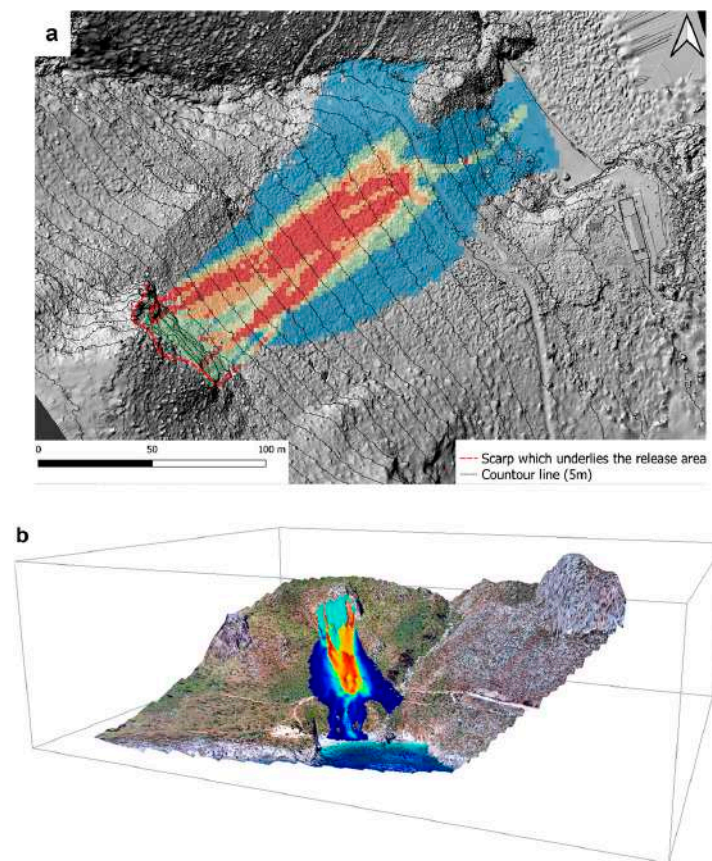 a
0 50 100 m
Scarp which underlies the release area
Countour line (5m)
b